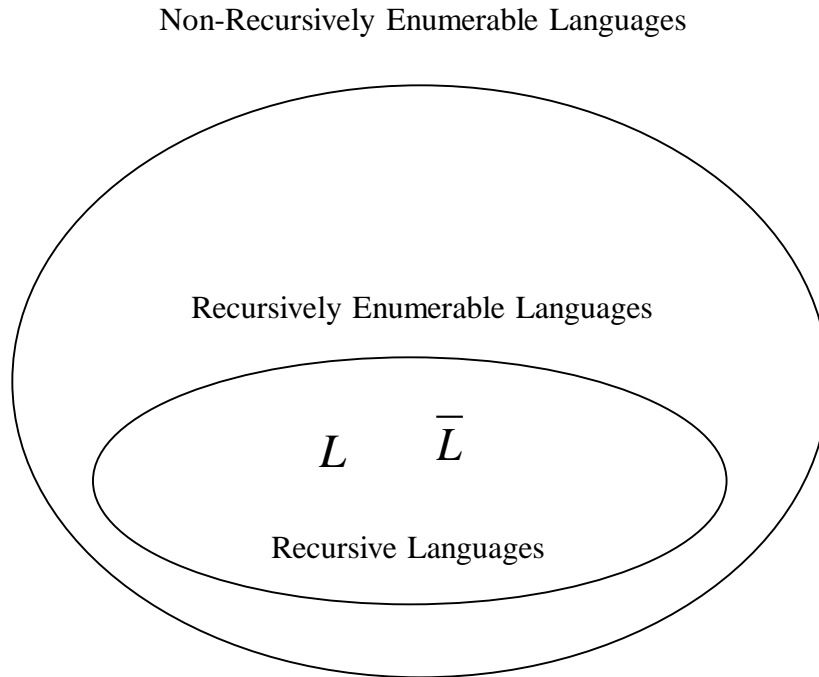 Non-Recursively Enumerable Languages
Recursively Enumerable Languages
L L̅
Recursive Languages